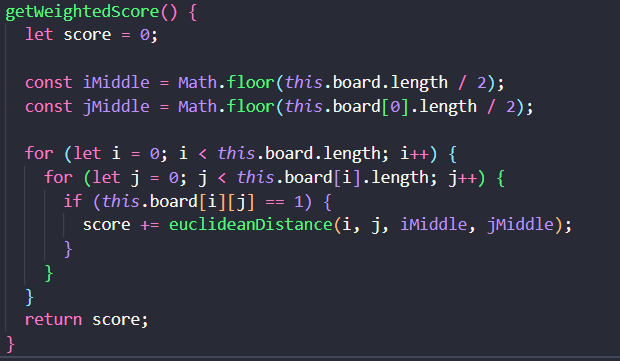 getWeightedScore() {
let score = 0;
const iMiddle = Math.floor(this.board.length / 2);
const jMiddle = Math.floor(this.board[0].length / 2);
for (let i = 0; i < this.board.length; i++) {
for (let j = 0; j < this.board[i].length; j++) {
if (this.board[i][j] == 1) {
score += euclideanDistance(i, j, iMiddle, jMiddle);
}
}
}
return score;
}